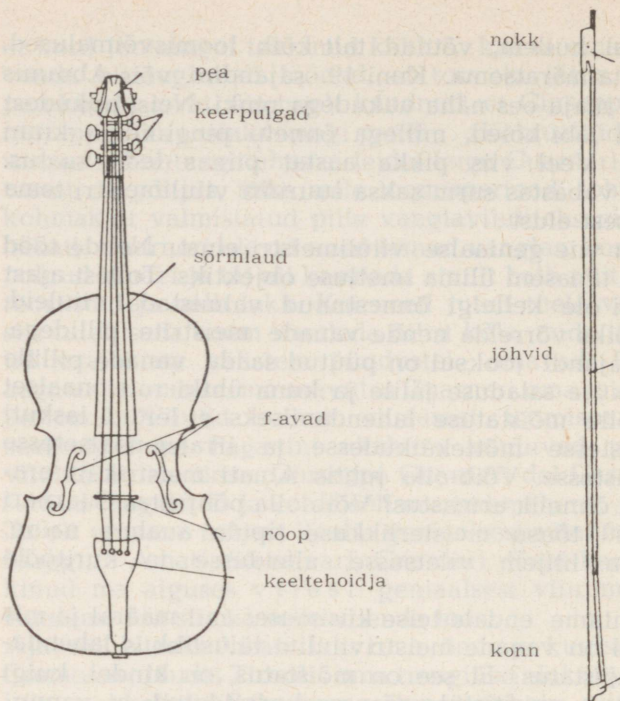 pea
keerpulgad
sõrmlaud
f-avad
roop
keeltehoidja
nokk
jõhvid
konn